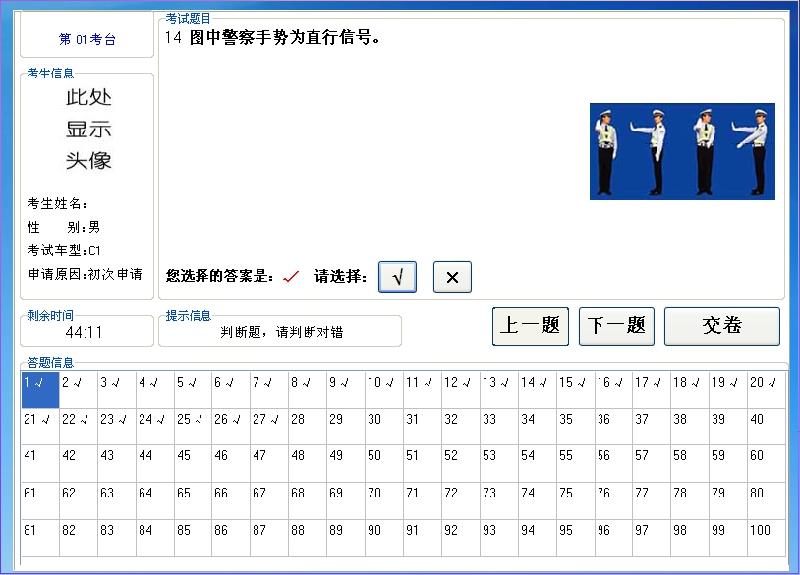 第 01考台
考生信息
此处
显示
头像
考生姓名:
性 别:男
考试车型:C1
申请原因:初次申请
考试题目
14 图中警察手势为直行信号。
您选择的答案是: ✓ 请选择: √ ×
剩余时间
44:11
提示信息
判断题，请判断对错
上一题 下一题 交卷
答题信息
1 √ 2 √ 3 √ 4 √ 5 √ 6 √ 7 √ 8 √ 9 √ 10 √ 11 √ 12 √ 13 √ 14 √ 15 √ 16 √ 17 √ 18 √ 19 √ 20 √
21 √ 22 √ 23 √ 24 √ 25 √ 26 √ 27 √ 28 29 30 31 32 33 34 35 36 37 38 39 40
41 42 43 44 45 46 47 48 49 50 51 52 53 54 55 56 57 58 59 60
61 62 63 64 65 66 67 68 69 70 71 72 73 74 75 76 77 78 79 80
81 82 83 84 85 86 87 88 89 90 91 92 93 94 95 96 97 98 99 100